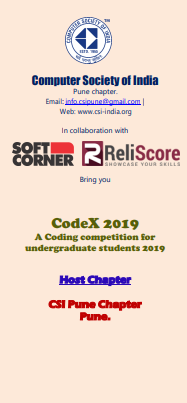 COMPUTER SOCIETY OF INDIA
ESTD. 1965
TM
Computer Society of India
Pune chapter.
Email: info.csipune@gmail.com |
Web: www.csi-india.org
In collaboration with
SOFT CORNER
ReliScore
SHOWCASE YOUR SKILLS
Bring you
CodeX 2019
A Coding competition for
undergraduate students 2019
Host Chapter
CSI Pune Chapter
Pune.